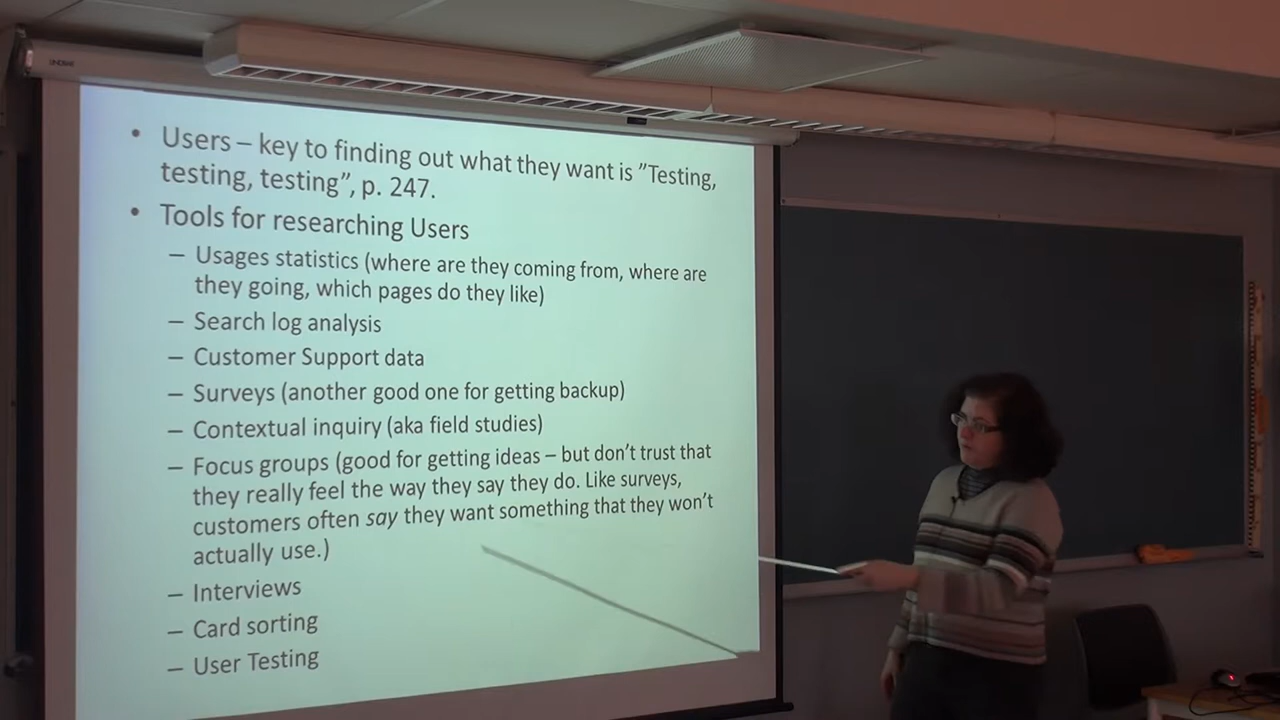 • Users – key to finding out what they want is ”Testing,
testing, testing”, p. 247.
• Tools for researching Users
– Usages statistics (where are they coming from, where are
they going, which pages do they like)
– Search log analysis
– Customer Support data
– Surveys (another good one for getting backup)
– Contextual inquiry (aka field studies)
– Focus groups (good for getting ideas – but don’t trust that
they really feel the way they say they do. Like surveys,
customers often say they want something that they won’t
actually use.)
– Interviews
– Card sorting
– User Testing